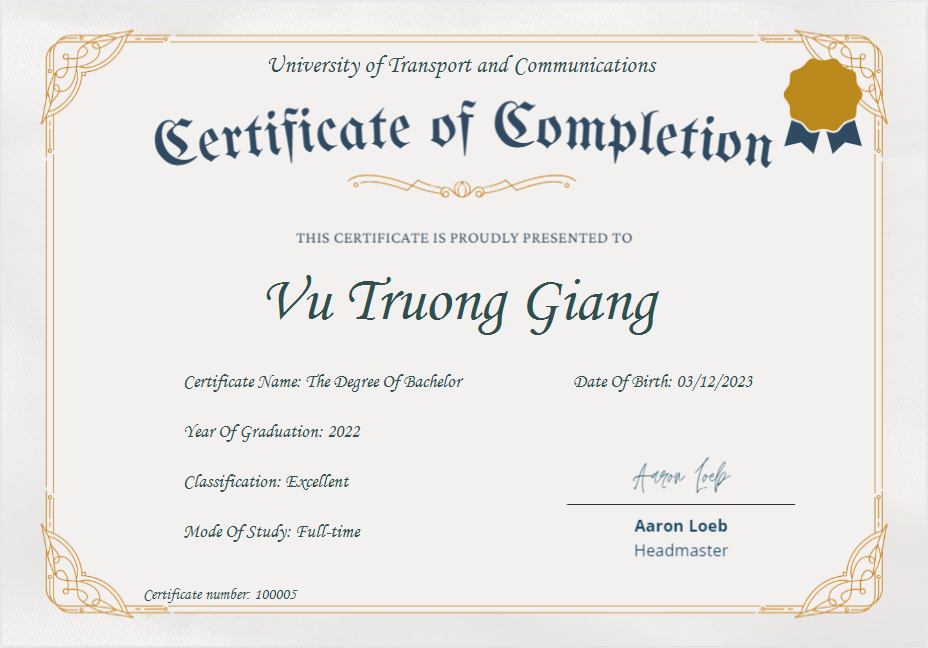 University of Transport and Communications
Certificate of Completion
THIS CERTIFICATE IS PROUDLY PRESENTED TO
Vu Truong Giang
Certificate Name: The Degree Of Bachelor
Date Of Birth: 03/12/2023
Year Of Graduation: 2022
Classification: Excellent
Mode Of Study: Full-time
Aaron Loeb
Aaron Loeb
Headmaster
Certificate number: 100005